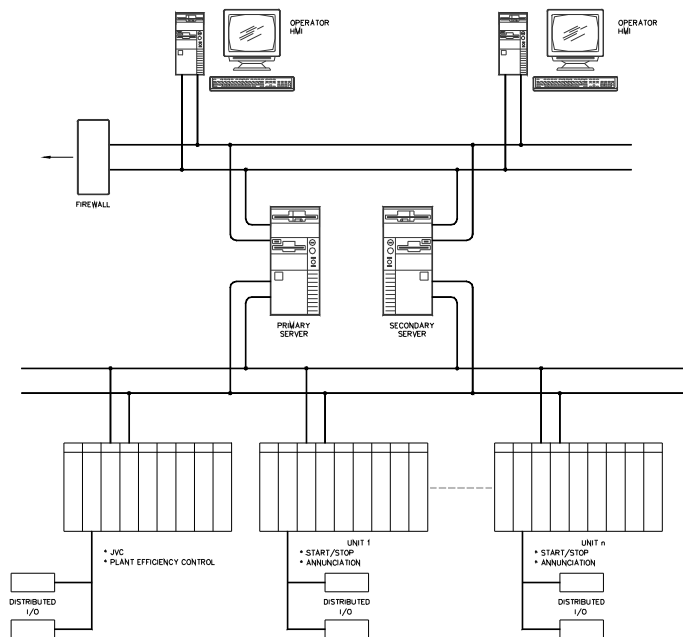 OPERATOR
HMI
OPERATOR
HMI
FIREWALL
PRIMARY
SERVER
SECONDARY
SERVER
* JVC
* PLANT EFFICIENCY CONTROL
UNIT 1
* START/STOP
* ANNUNCIATION
UNIT n
* START/STOP
* ANNUNCIATION
DISTRIBUTED
I/O
DISTRIBUTED
I/O
DISTRIBUTED
I/O